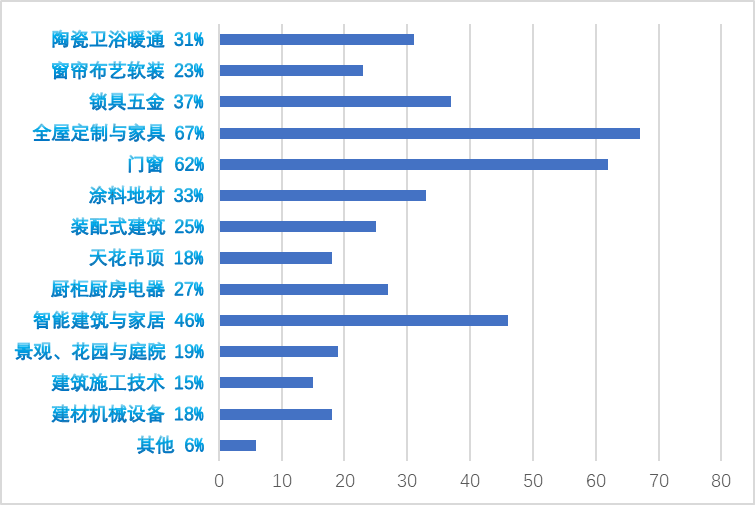 陶瓷卫浴暖通 31%
窗帘布艺软装 23%
锁具五金 37%
全屋定制与家具 67%
门窗 62%
涂料地材 33%
装配式建筑 25%
天花吊顶 18%
厨柜厨房电器 27%
智能建筑与家居 46%
景观、花园与庭院 19%
建筑施工技术 15%
建材机械设备 18%
其他 6%
0 10 20 30 40 50 60 70 80